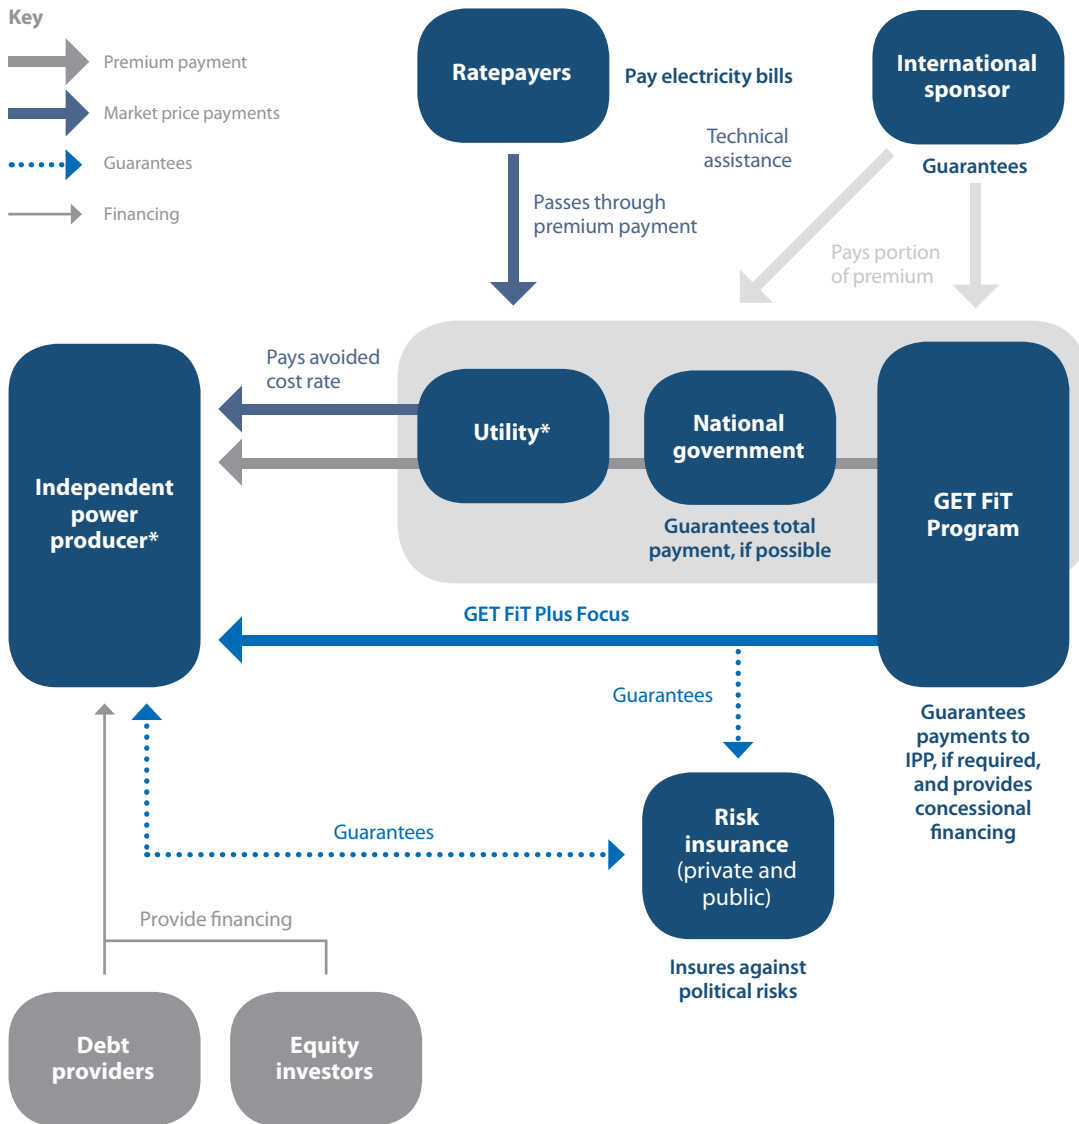 Key
Premium payment
Market price payments
Guarantees
Financing
Ratepayers
Pay electricity bills
International
sponsor
Guarantees
Technical
assistance
Passes through
premium payment
Pays portion
of premium
Pays avoided
cost rate
Utility*
National
government
Guarantees total
payment, if possible
Independent
power
producer*
GET FiT
Program
GET FiT Plus Focus
Guarantees
Guarantees
payments to
IPP, if required,
and provides
concessional
financing
Guarantees
Risk
insurance
(private and
public)
Insures against
political risks
Provide financing
Debt
providers
Equity
investors